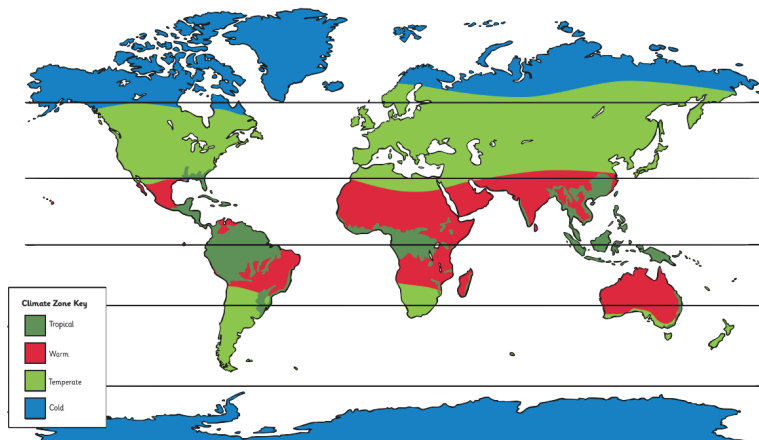 Climate Zone Key
Tropical
Warm
Temperate
Cold